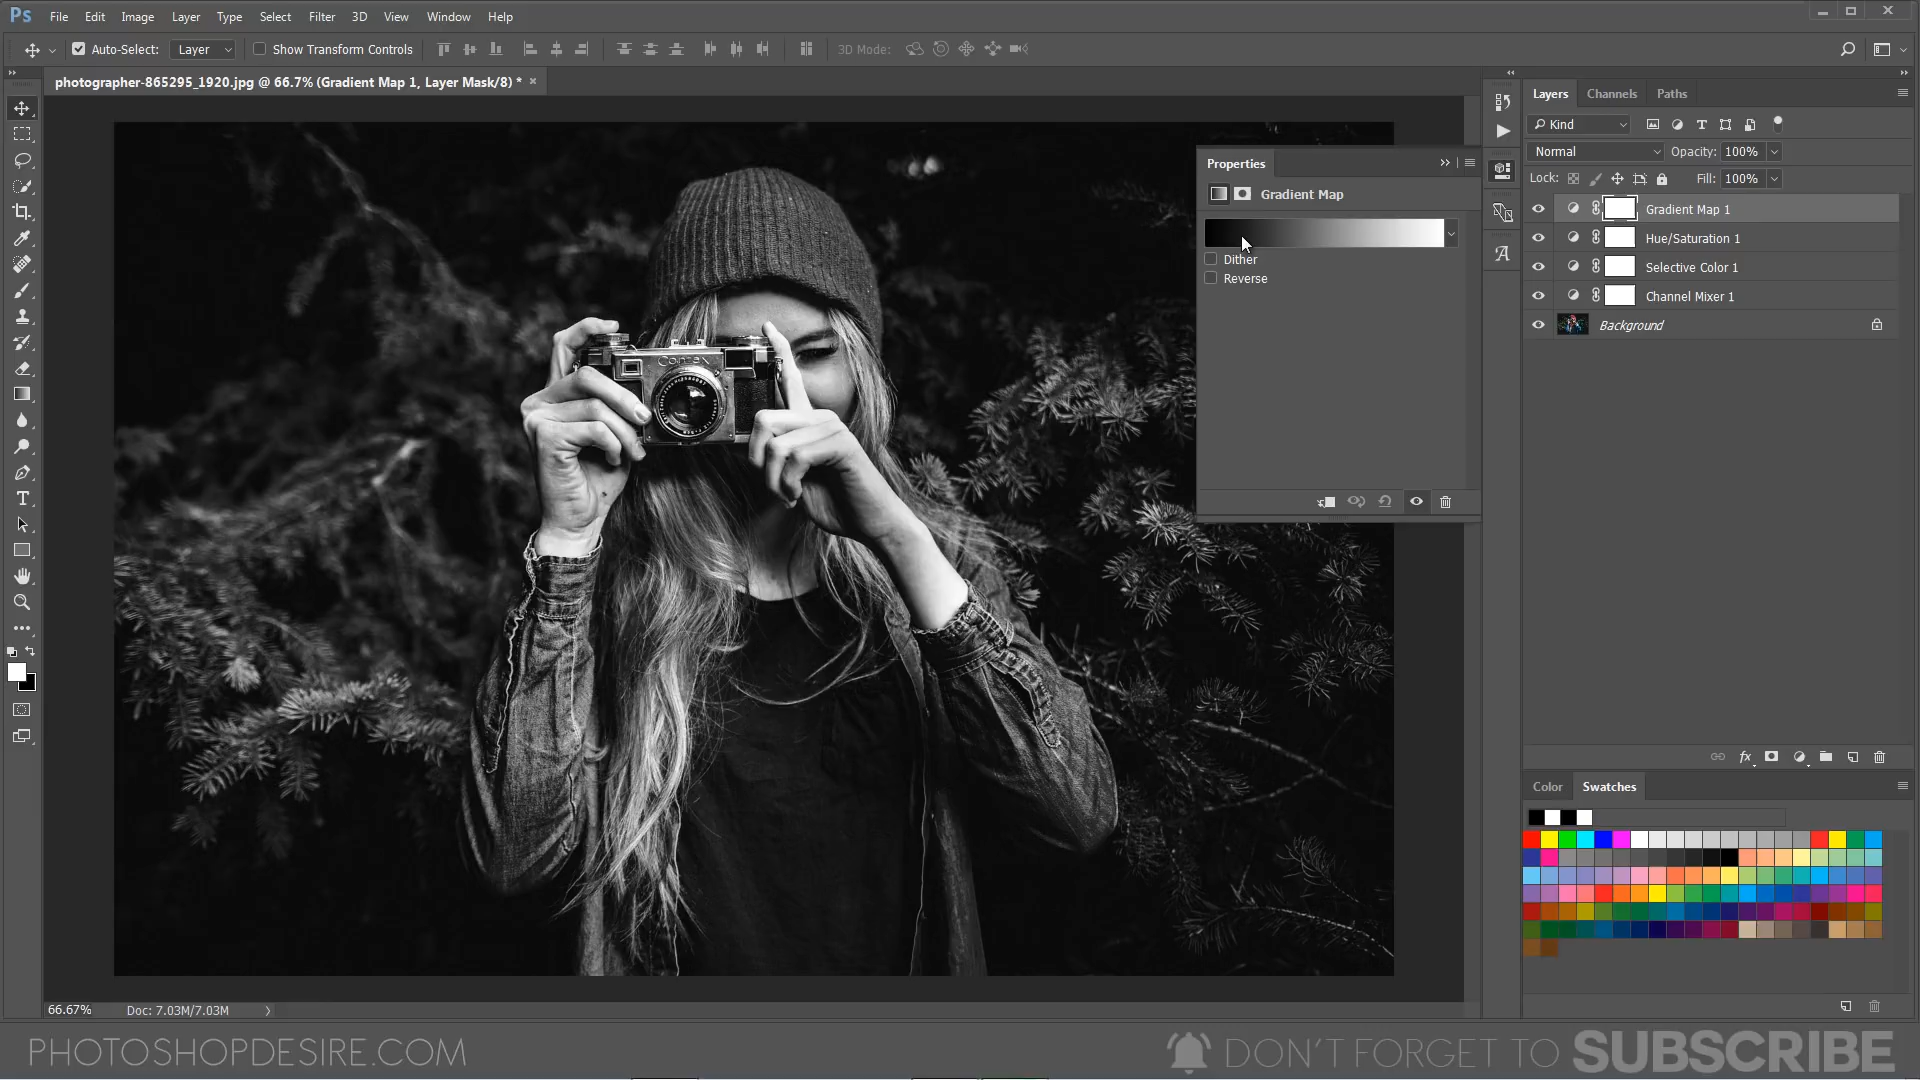 Ps File Edit Image Layer Type Select Filter 3D View Window Help
Auto-Select: Layer Show Transform Controls 3D Mode:
photographer-865295_1920.jpg @ 66.7% (Gradient Map 1, Layer Mask/8) *
Contax
Properties
Gradient Map
Dither
Reverse
Layers Channels Paths
Kind
Normal Opacity: 100%
Lock: Fill: 100%
Gradient Map 1
Hue/Saturation 1
Selective Color 1
Channel Mixer 1
Background
fx
Color Swatches
66.67% Doc: 7.03M/7.03M
PHOTOSHOPDESIRE.COM
DON'T FORGET TO SUBSCRIBE